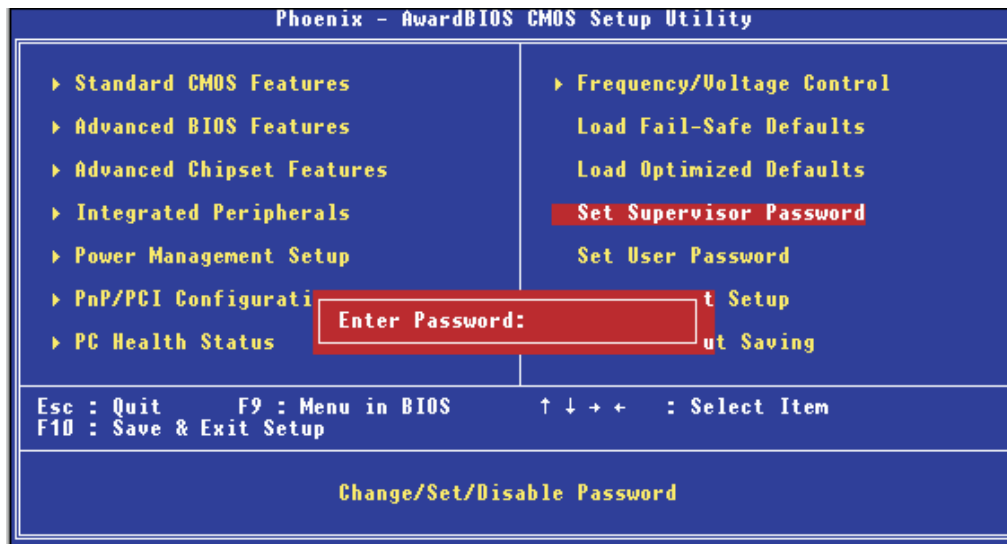 Phoenix - AwardBIOS CMOS Setup Utility
Standard CMOS Features
Advanced BIOS Features
Advanced Chipset Features
Integrated Peripherals
Power Management Setup
PnP/PCI Configurati
PC Health Status
Frequency/Voltage Control
Load Fail-Safe Defaults
Load Optimized Defaults
Set Supervisor Password
Set User Password
t Setup
ut Saving
Enter Password:
Esc : Quit F9 : Menu in BIOS ↑ ↓ → ← : Select Item
F10 : Save & Exit Setup
Change/Set/Disable Password